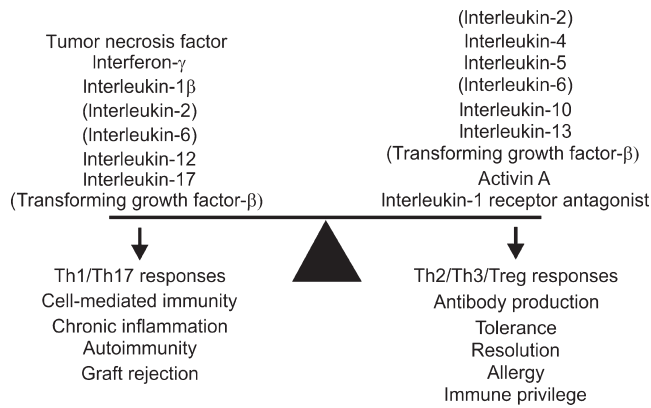 Tumor necrosis factor
Interferon-γ
Interleukin-1β
(Interleukin-2)
(Interleukin-6)
Interleukin-12
Interleukin-17
(Transforming growth factor-β)
(Interleukin-2)
Interleukin-4
Interleukin-5
(Interleukin-6)
Interleukin-10
Interleukin-13
(Transforming growth factor-β)
Activin A
Interleukin-1 receptor antagonist
Th1/Th17 responses
Cell-mediated immunity
Chronic inflammation
Autoimmunity
Graft rejection
Th2/Th3/Treg responses
Antibody production
Tolerance
Resolution
Allergy
Immune privilege